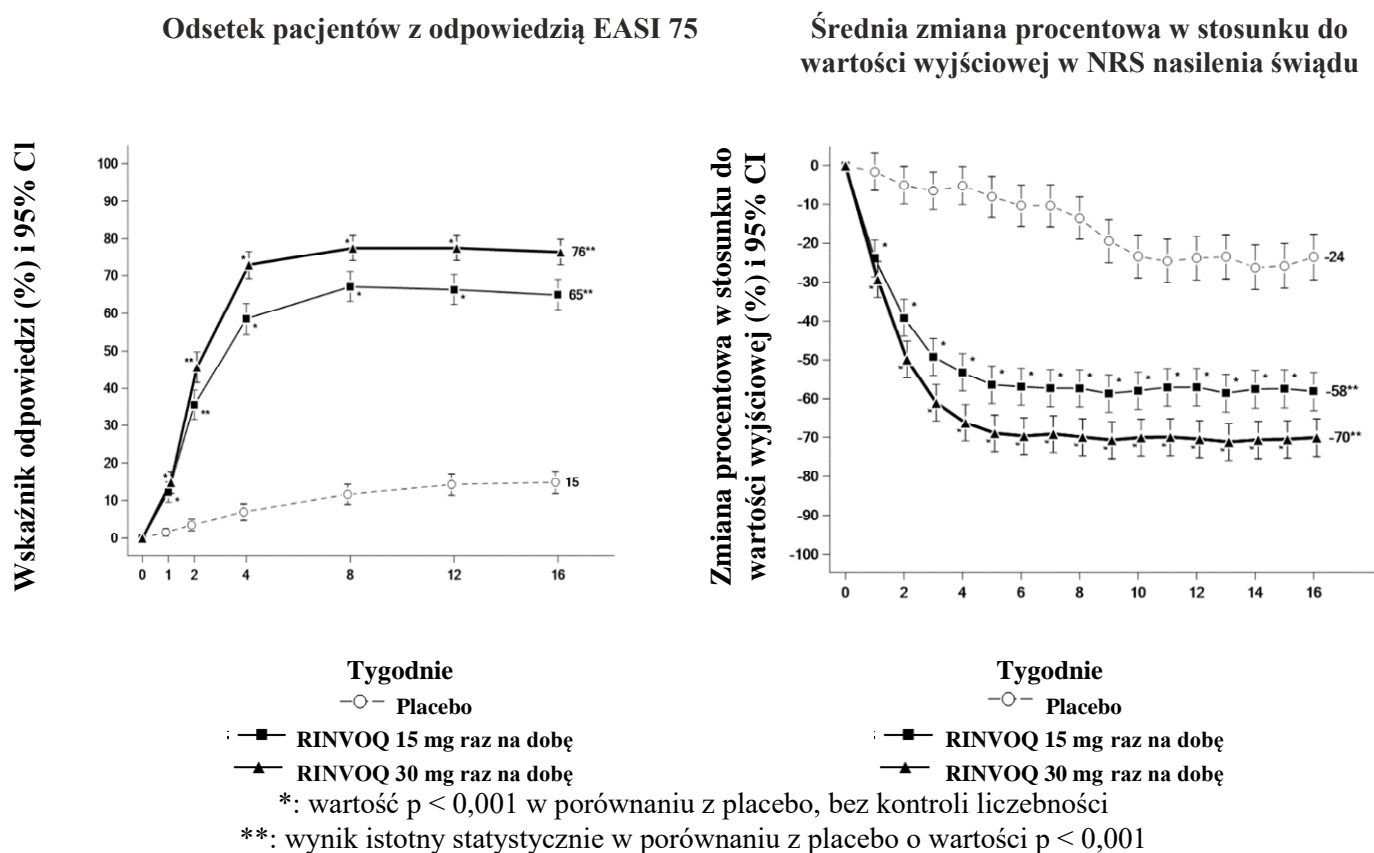 Odsetek pacjentów z odpowiedzią EASI 75
Wskaźnik odpowiedzi (%) i 95% CI
100
90
80
70
60
50
40
30
20
10
0
0 1 2 4 8 12 16
76**
65**
15
* * ** * * * *
* ** * * *
Tygodnie
Placebo
RINVOQ 15 mg raz na dobę
RINVOQ 30 mg raz na dobę
Średnia zmiana procentowa w stosunku do
wartości wyjściowej w NRS nasilenia świądu
Zmiana procentowa w stosunku do
wartości wyjściowej (%) i 95% CI
0
-10
-20
-30
-40
-50
-60
-70
-80
-90
-100
0 2 4 6 8 10 12 14 16
-24
-58**
-70**
Tygodnie
Placebo
RINVOQ 15 mg raz na dobę
RINVOQ 30 mg raz na dobę
*: wartość p < 0,001 w porównaniu z placebo, bez kontroli liczebności
**: wynik istotny statystycznie w porównaniu z placebo o wartości p < 0,001